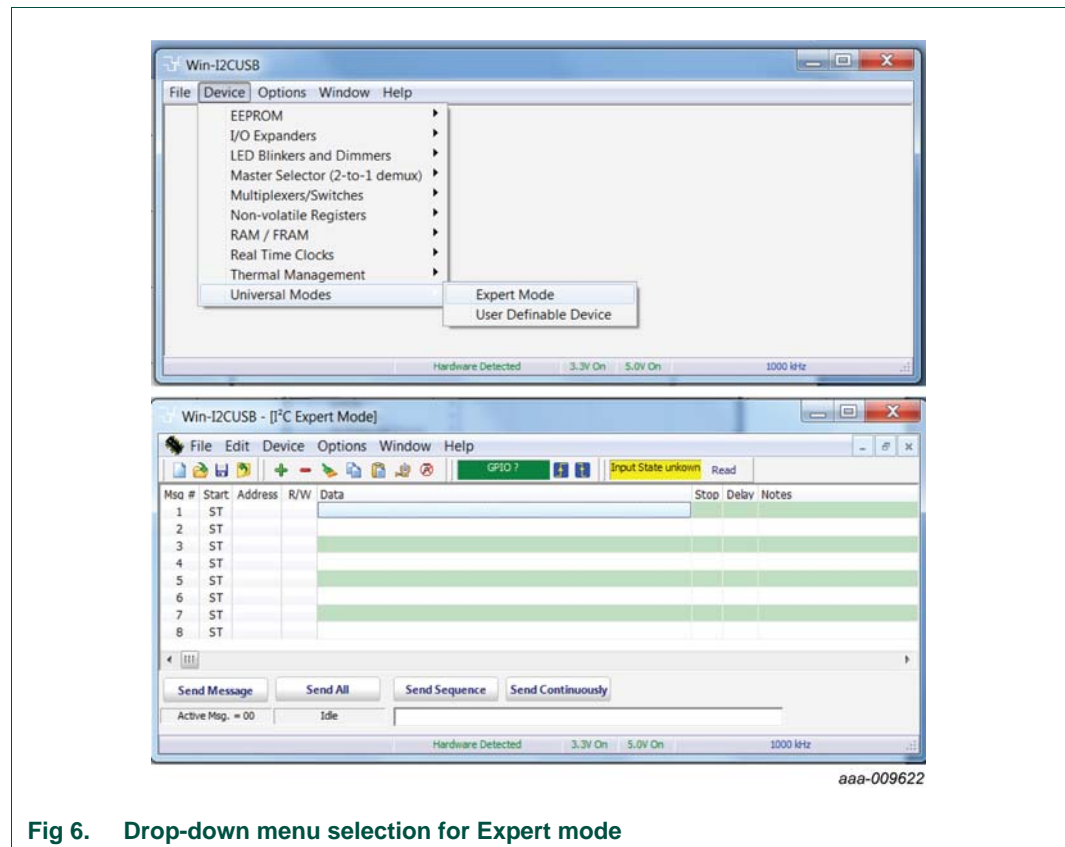 Win-I2CUSB
File Device Options Window Help
EEPROM
I/O Expanders
LED Blinkers and Dimmers
Master Selector (2-to-1 demux)
Multiplexers/Switches
Non-volatile Registers
RAM / FRAM
Real Time Clocks
Thermal Management
Universal Modes
Expert Mode
User Definable Device
Hardware Detected 3.3V On 5.0V On 1000 kHz
Win-I2CUSB - [I²C Expert Mode]
File Edit Device Options Window Help
GPIO ? Input State unkown Read
Msg # Start Address R/W Data Stop Delay Notes
1 ST
2 ST
3 ST
4 ST
5 ST
6 ST
7 ST
8 ST
Send Message Send All Send Sequence Send Continuously
Active Msg. = 00 Idle
Hardware Detected 3.3V On 5.0V On 1000 kHz
aaa-009622
Fig 6. Drop-down menu selection for Expert mode